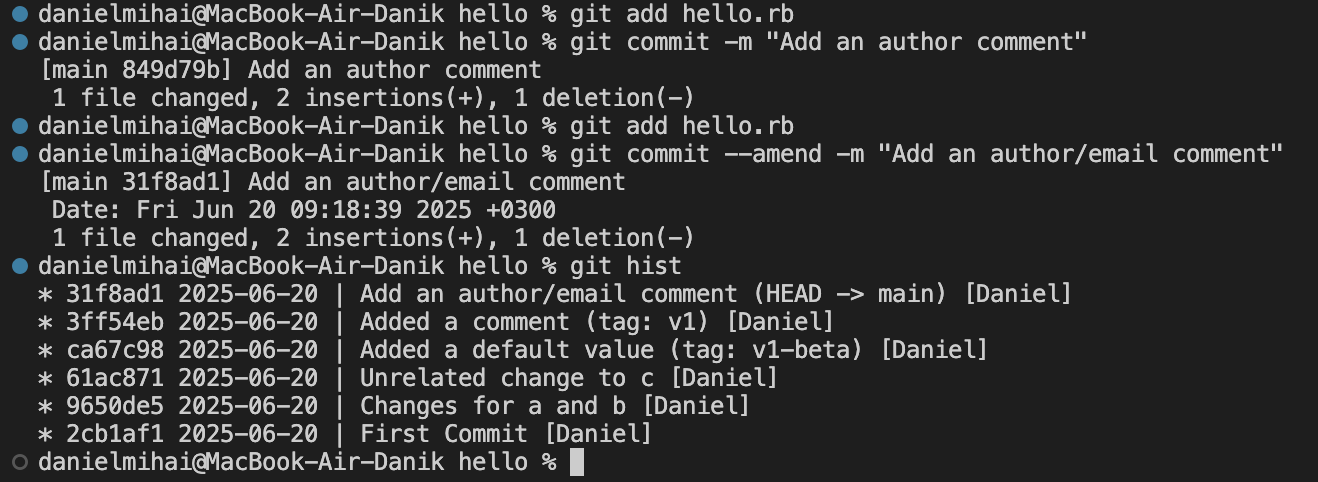 danielmihai@MacBook-Air-Danik hello % git add hello.rb
danielmihai@MacBook-Air-Danik hello % git commit -m "Add an author comment"
[main 849d79b] Add an author comment
 1 file changed, 2 insertions(+), 1 deletion(-)
danielmihai@MacBook-Air-Danik hello % git add hello.rb
danielmihai@MacBook-Air-Danik hello % git commit --amend -m "Add an author/email comment"
[main 31f8ad1] Add an author/email comment
 Date: Fri Jun 20 09:18:39 2025 +0300
 1 file changed, 2 insertions(+), 1 deletion(-)
danielmihai@MacBook-Air-Danik hello % git hist
* 31f8ad1 2025-06-20 | Add an author/email comment (HEAD -> main) [Daniel]
* 3ff54eb 2025-06-20 | Added a comment (tag: v1) [Daniel]
* ca67c98 2025-06-20 | Added a default value (tag: v1-beta) [Daniel]
* 61ac871 2025-06-20 | Unrelated change to c [Daniel]
* 9650de5 2025-06-20 | Changes for a and b [Daniel]
* 2cb1af1 2025-06-20 | First Commit [Daniel]
danielmihai@MacBook-Air-Danik hello %